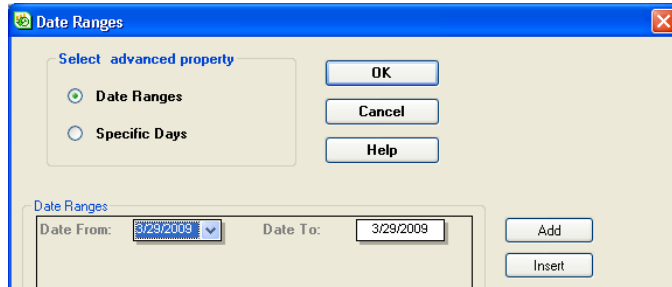 Date Ranges
Select advanced property
Date Ranges
Specific Days
OK
Cancel
Help
Date Ranges
Date From: 3/29/2009 Date To: 3/29/2009
Add
Insert